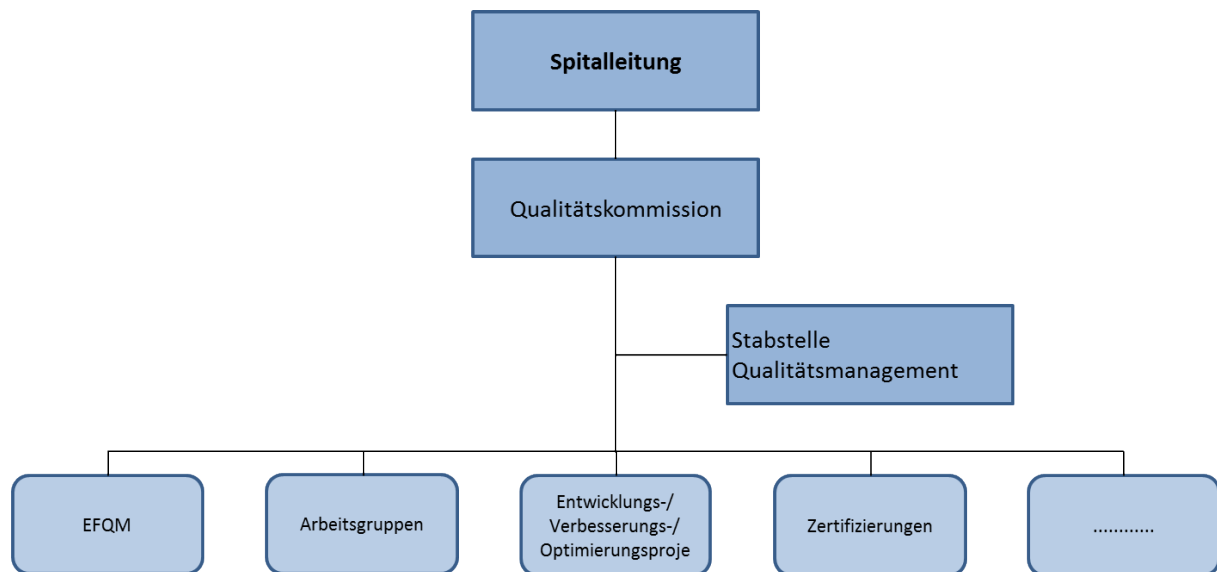 Spitalleitung
Qualitätskommission
Stabstelle
Qualitätsmanagement
EFQM
Arbeitsgruppen
Entwicklungs-/
Verbesserungs-/
Optimierungsproje
Zertifizierungen
............